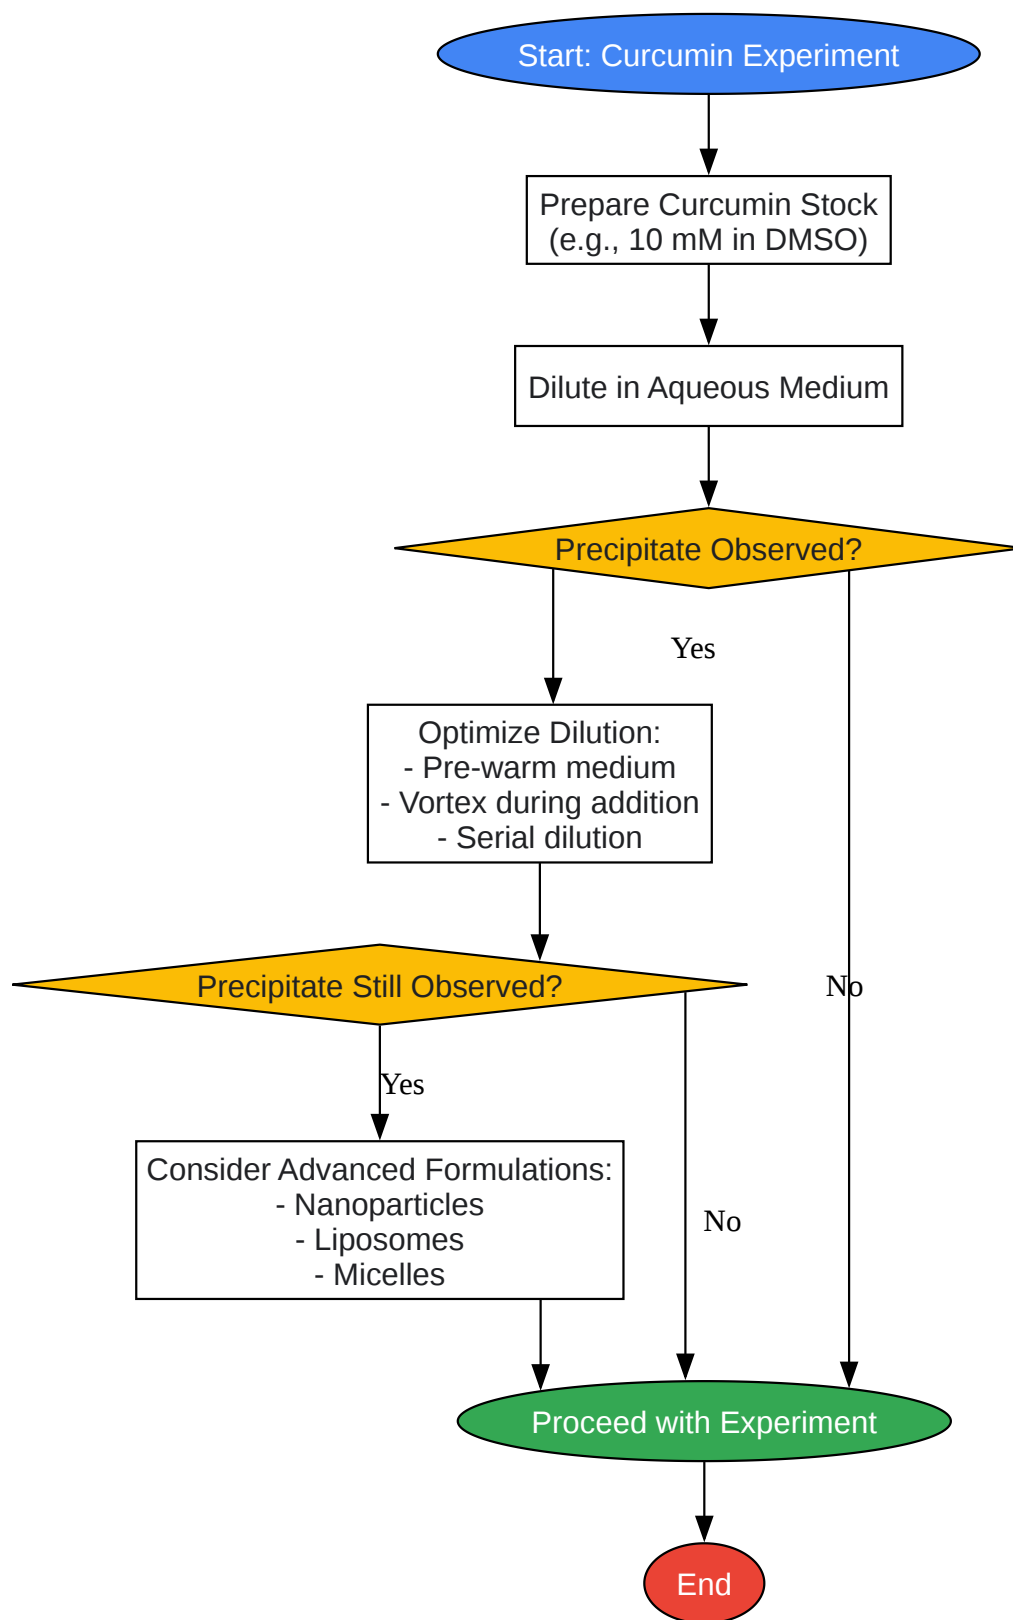 Start: Curcumin Experiment
Prepare Curcumin Stock
(e.g., 10 mM in DMSO)
Dilute in Aqueous Medium
Precipitate Observed?
Yes
Optimize Dilution:
- Pre-warm medium
- Vortex during addition
- Serial dilution
Precipitate Still Observed?
No
Yes
Consider Advanced Formulations:
- Nanoparticles
- Liposomes
- Micelles
No
Proceed with Experiment
End